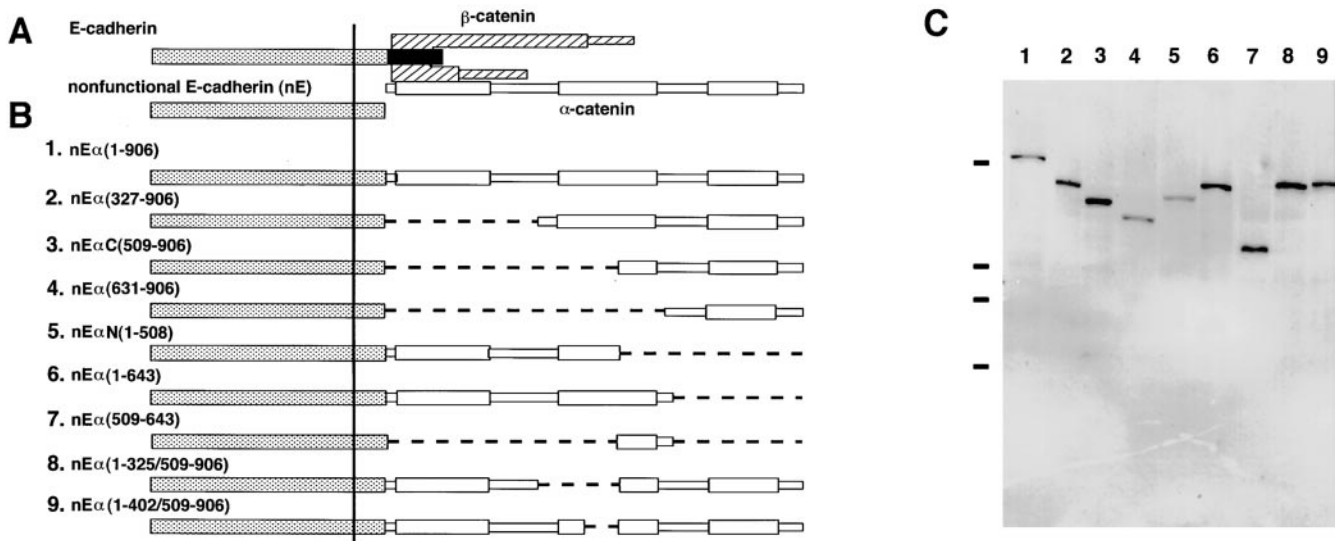 A
E-cadherin
β-catenin
nonfunctional E-cadherin (nE)
α-catenin
B
1. nEα(1-906)
2. nEα(327-906)
3. nEαC(509-906)
4. nEα(631-906)
5. nEαN(1-508)
6. nEα(1-643)
7. nEα(509-643)
8. nEα(1-325/509-906)
9. nEα(1-402/509-906)
C
1 2 3 4 5 6 7 8 9